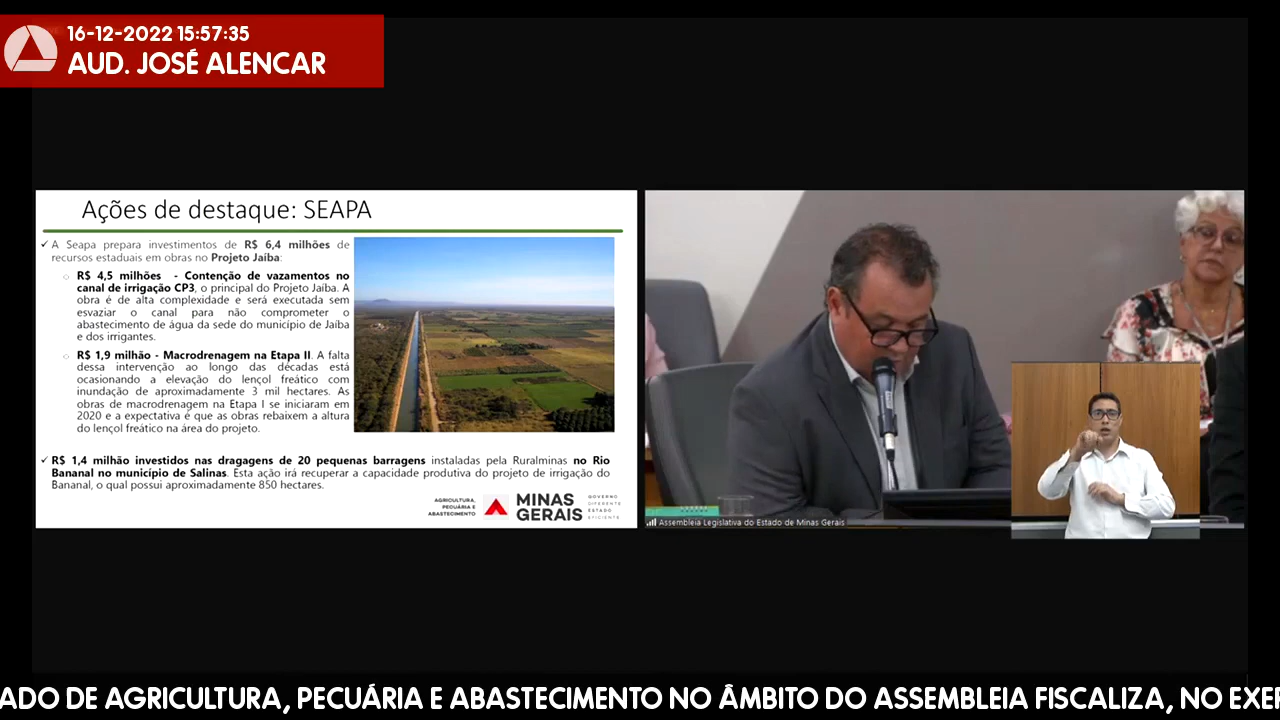 16-12-2022 15:57:35
AUD. JOSÉ ALENCAR
Ações de destaque: SEAPA
✓ A Seapa prepara investimentos de R$ 6,4 milhões de
recursos estaduais em obras no Projeto Jaíba:
○ R$ 4,5 milhões - Contenção de vazamentos no
canal de irrigação CP3, o principal do Projeto Jaíba. A
obra é de alta complexidade e será executada sem
esvaziar o canal para não comprometer o
abastecimento de água da sede do município de Jaíba
e dos irrigantes.
○ R$ 1,9 milhão - Macrodrenagem na Etapa II. A falta
dessa intervenção ao longo das décadas está
ocasionando a elevação do lençol freático com
inundação de aproximadamente 3 mil hectares. As
obras de macrodrenagem na Etapa I se iniciaram em
2020 e a expectativa é que as obras rebaixem a altura
do lençol freático na área do projeto.
✓ R$ 1,4 milhão investidos nas dragagens de 20 pequenas barragens instaladas pela Ruralminas no Rio
Bananal no município de Salinas. Esta ação irá recuperar a capacidade produtiva do projeto de irrigação do
Bananal, o qual possui aproximadamente 850 hectares.
AGRICULTURA,
PECUÁRIA E
ABASTECIMENTO
MINAS
GERAIS
GOVERNO
DIFERENTE
ESTADO
EFICIENTE
Assembleia Legislativa do Estado de Minas Gerais
ADO DE AGRICULTURA, PECUÁRIA E ABASTECIMENTO NO ÂMBITO DO ASSEMBLEIA FISCALIZA, NO EXER